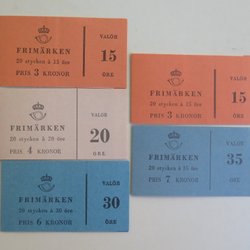 FRIMÄRKEN
20 stycken à 15 öre
PRIS 3 KRONOR
VALÖR
15
ÖRE
FRIMÄRKEN
20 stycken à 20 öre
PRIS 4 KRONOR
VALÖR
20
ÖRE
FRIMÄRKEN
20 stycken à 30 öre
PRIS 6 KRONOR
VALÖR
30
ÖRE
FRIMÄRKEN
20 stycken à 15 öre
PRIS 3 KRONOR
VALÖR
15
ÖRE
FRIMÄRKEN
20 stycken à 35 öre
PRIS 7 KRONOR
VALÖR
35
ÖRE